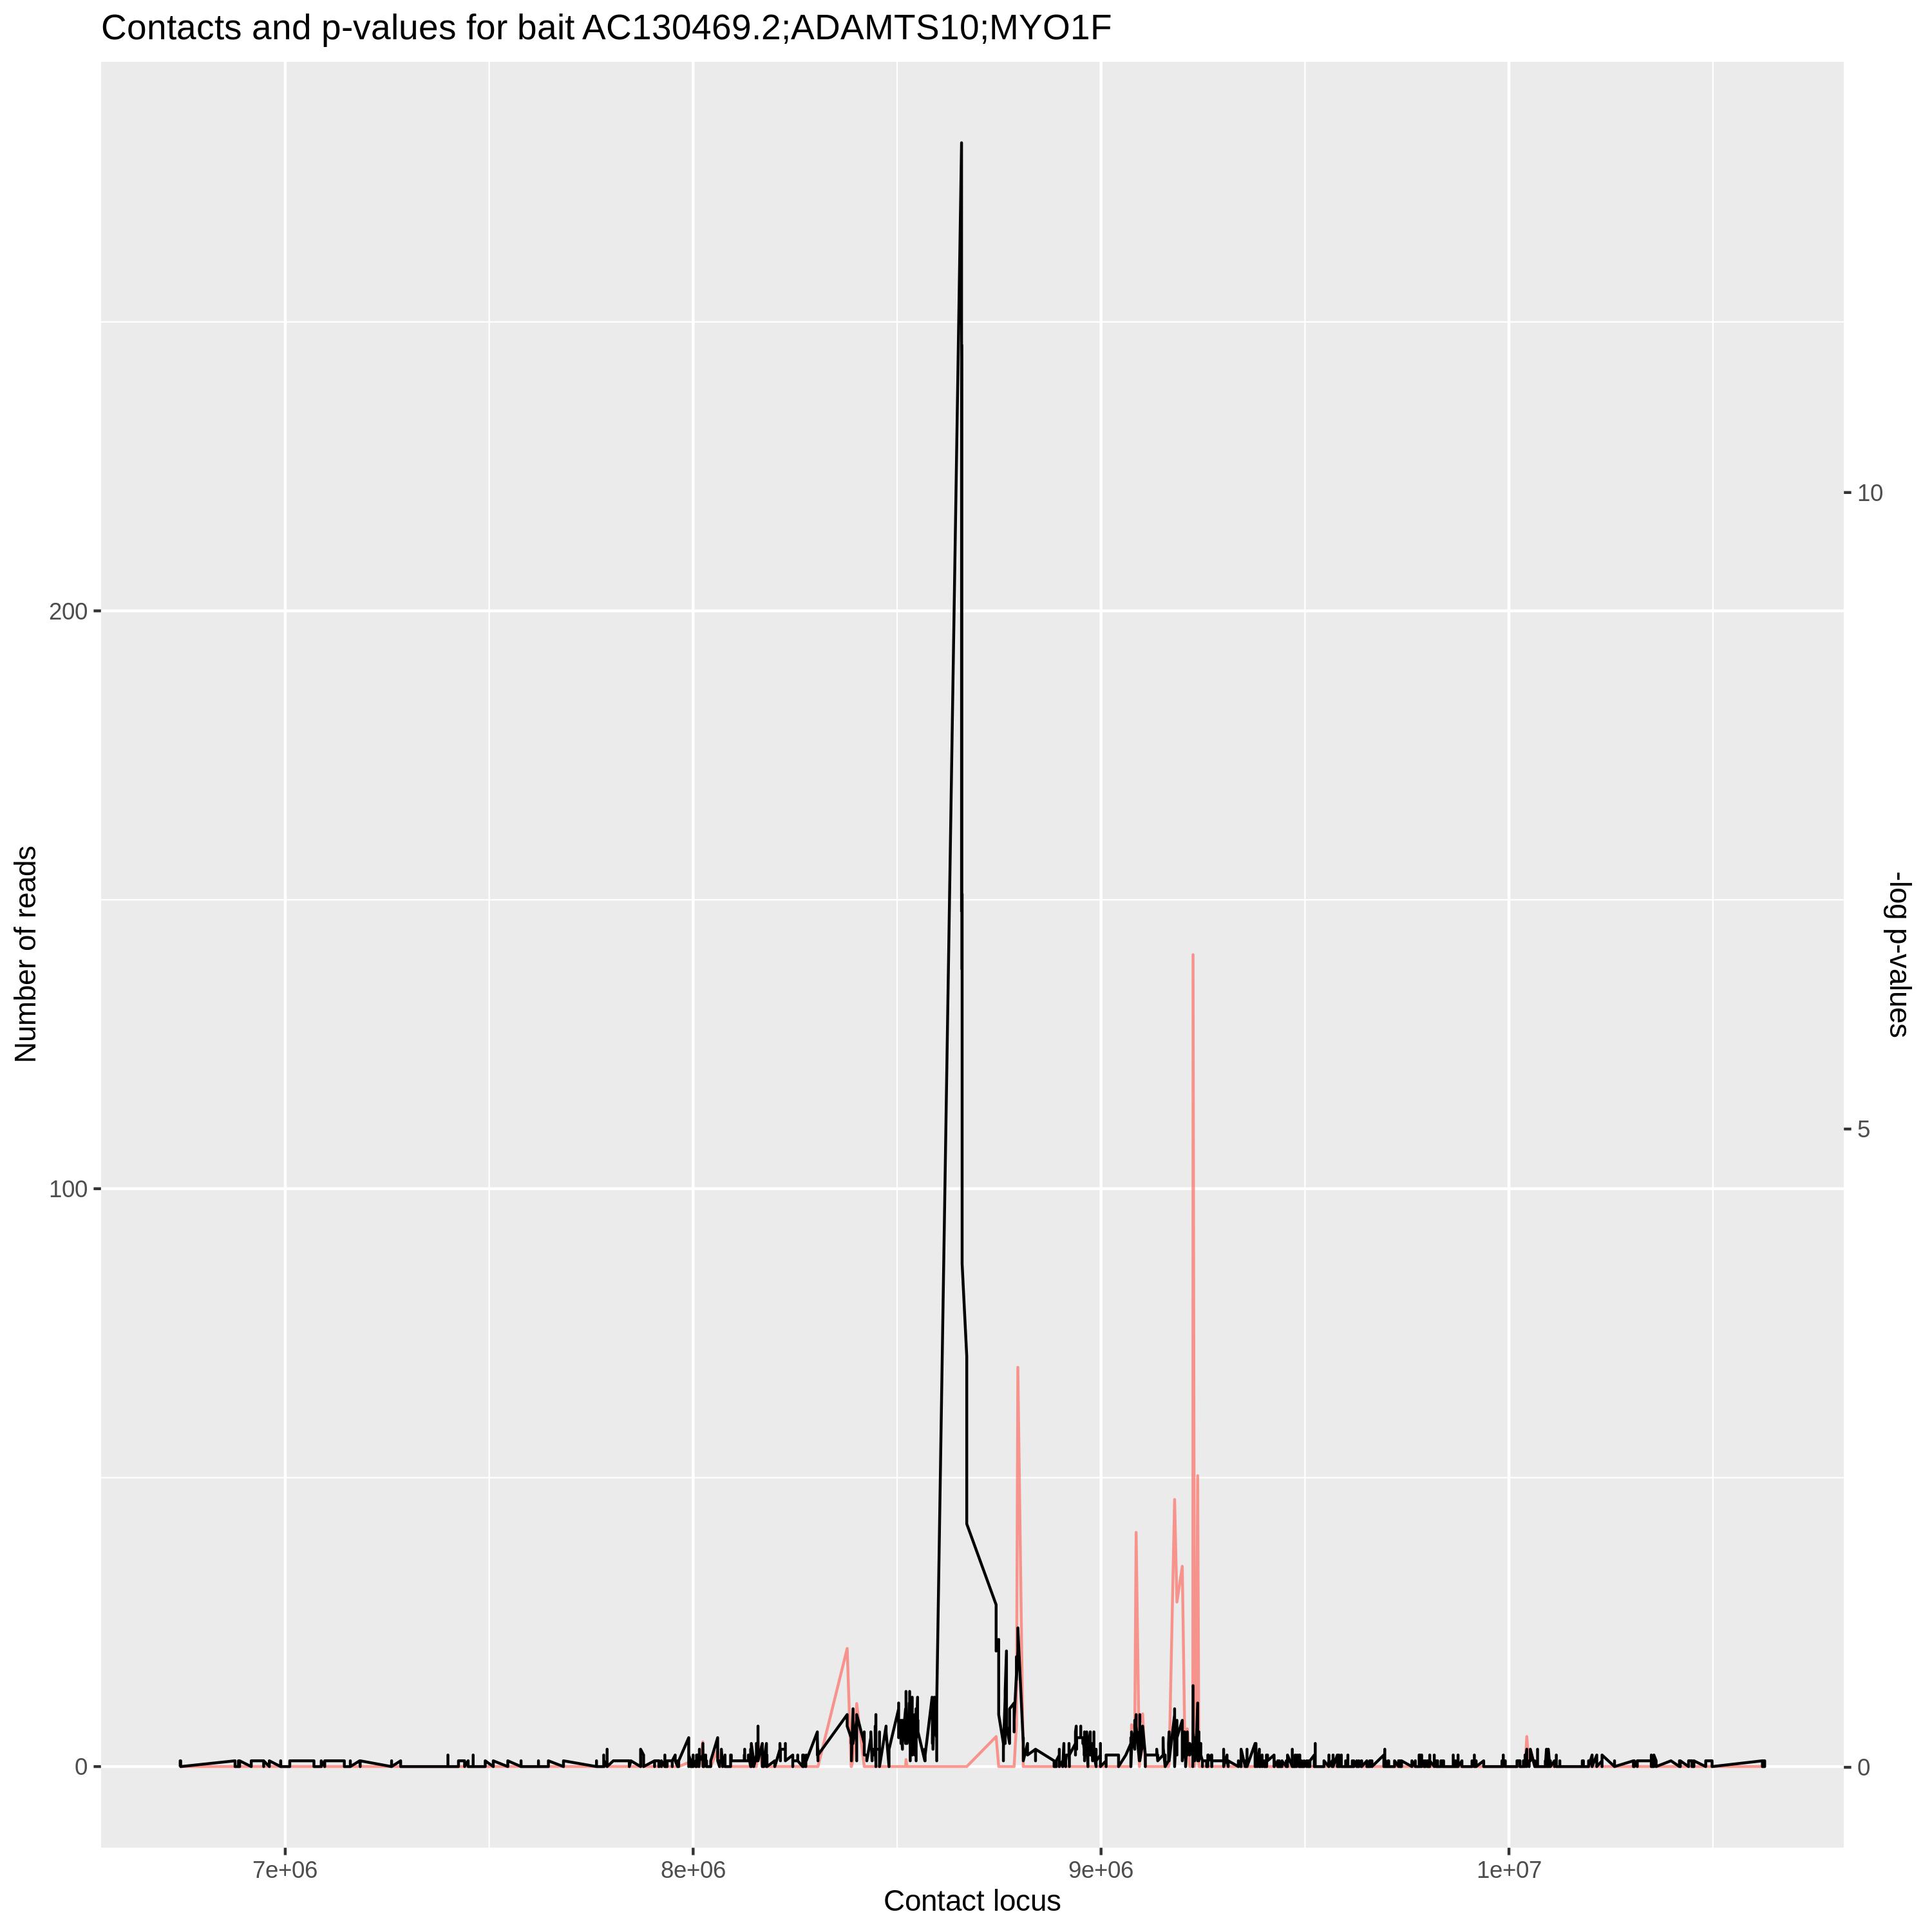 Contacts and p-values for bait AC130469.2;ADAMTS10;MYO1F
Number of reads
200
100
0
10
5
0
-log p-values
7e+06
8e+06
9e+06
1e+07
Contact locus